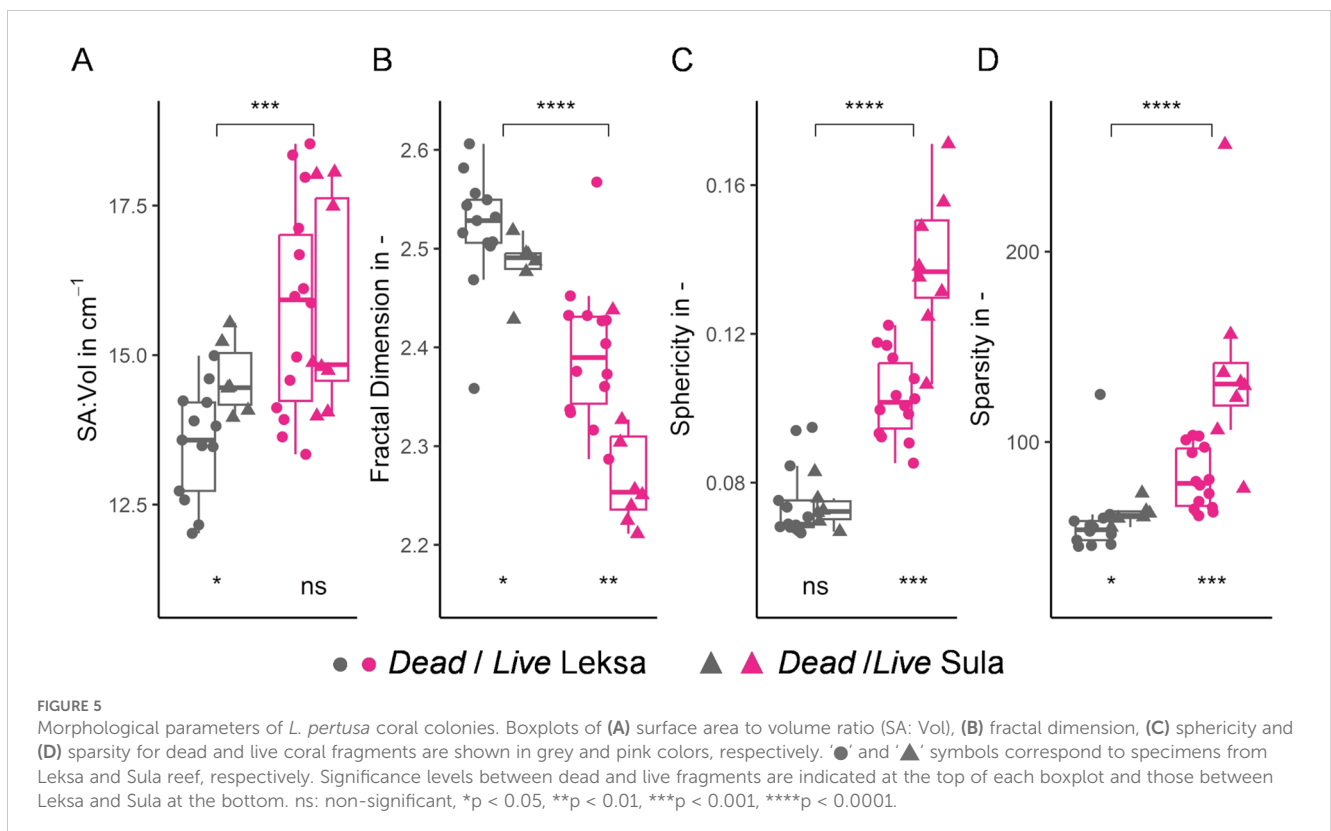 A
B
C
D
***
****
****
****
SA:Vol in cm⁻¹
17.5
15.0
12.5
*
ns
Fractal Dimension in -
2.6
2.5
2.4
2.3
2.2
*
**
Sphericity in -
0.16
0.12
0.08
ns
***
Sparsity in -
200
100
*
***
● ● Dead / Live Leksa ▲ ▲ Dead /Live Sula
FIGURE 5
Morphological parameters of L. pertusa coral colonies. Boxplots of (A) surface area to volume ratio (SA: Vol), (B) fractal dimension, (C) sphericity and
(D) sparsity for dead and live coral fragments are shown in grey and pink colors, respectively. ‘●’ and ‘▲’ symbols correspond to specimens from
Leksa and Sula reef, respectively. Significance levels between dead and live fragments are indicated at the top of each boxplot and those between
Leksa and Sula at the bottom. ns: non-significant, *p < 0.05, **p < 0.01, ***p < 0.001, ****p < 0.0001.